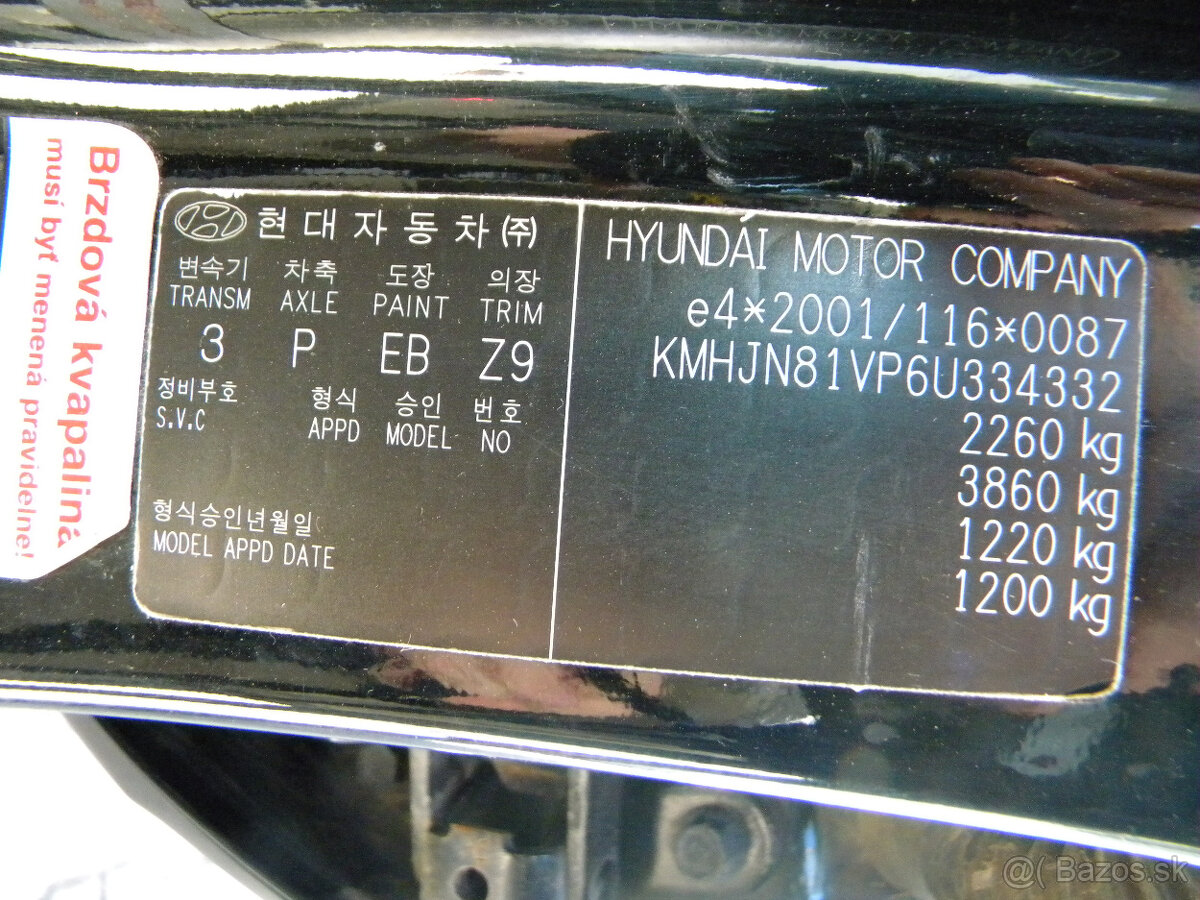 Brzdová kvapalina
musí byť menená pravidelne!
현대자동차㈜
변속기 차축 도장 의장
TRANSM AXLE PAINT TRIM
3 P EB Z9
정비부호 형식 승인 번호
S.V.C APPD MODEL NO
형식승인년월일
MODEL APPD DATE
HYUNDAI MOTOR COMPANY
e4*2001/116*0087
KMHJN81VP6U334332
2260 kg
3860 kg
1220 kg
1200 kg
@( Bazos.sk